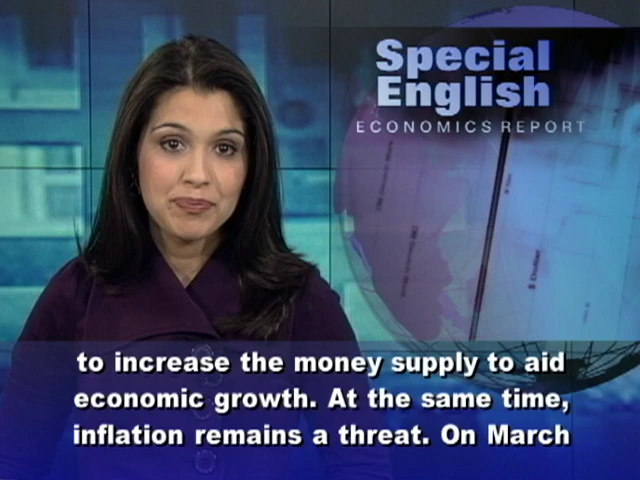 Special
English
ECONOMICS REPORT
to increase the money supply to aid
economic growth. At the same time,
inflation remains a threat. On March